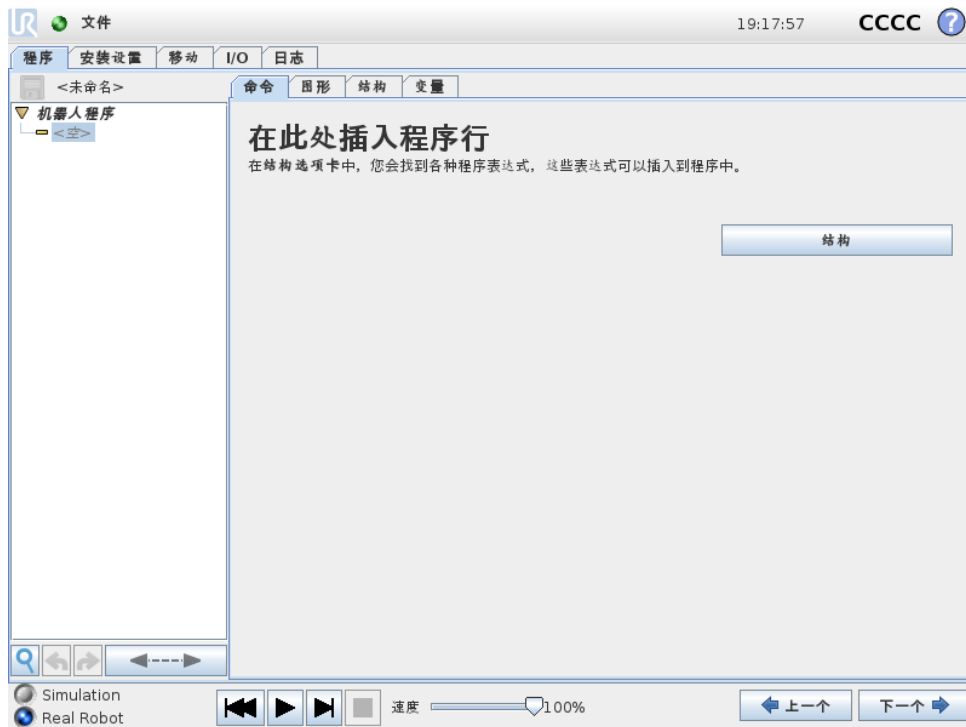 UR 文件 19:17:57 CCCC ?
程序 安装设置 移动 I/O 日志
<未命名> 命令 图形 结构 变量
机器人程序
<空>
在此处插入程序行
在结构选项卡中，您会找到各种程序表达式，这些表达式可以插入到程序中。
结构
Simulation
Real Robot
速度 100% 上一个 下一个